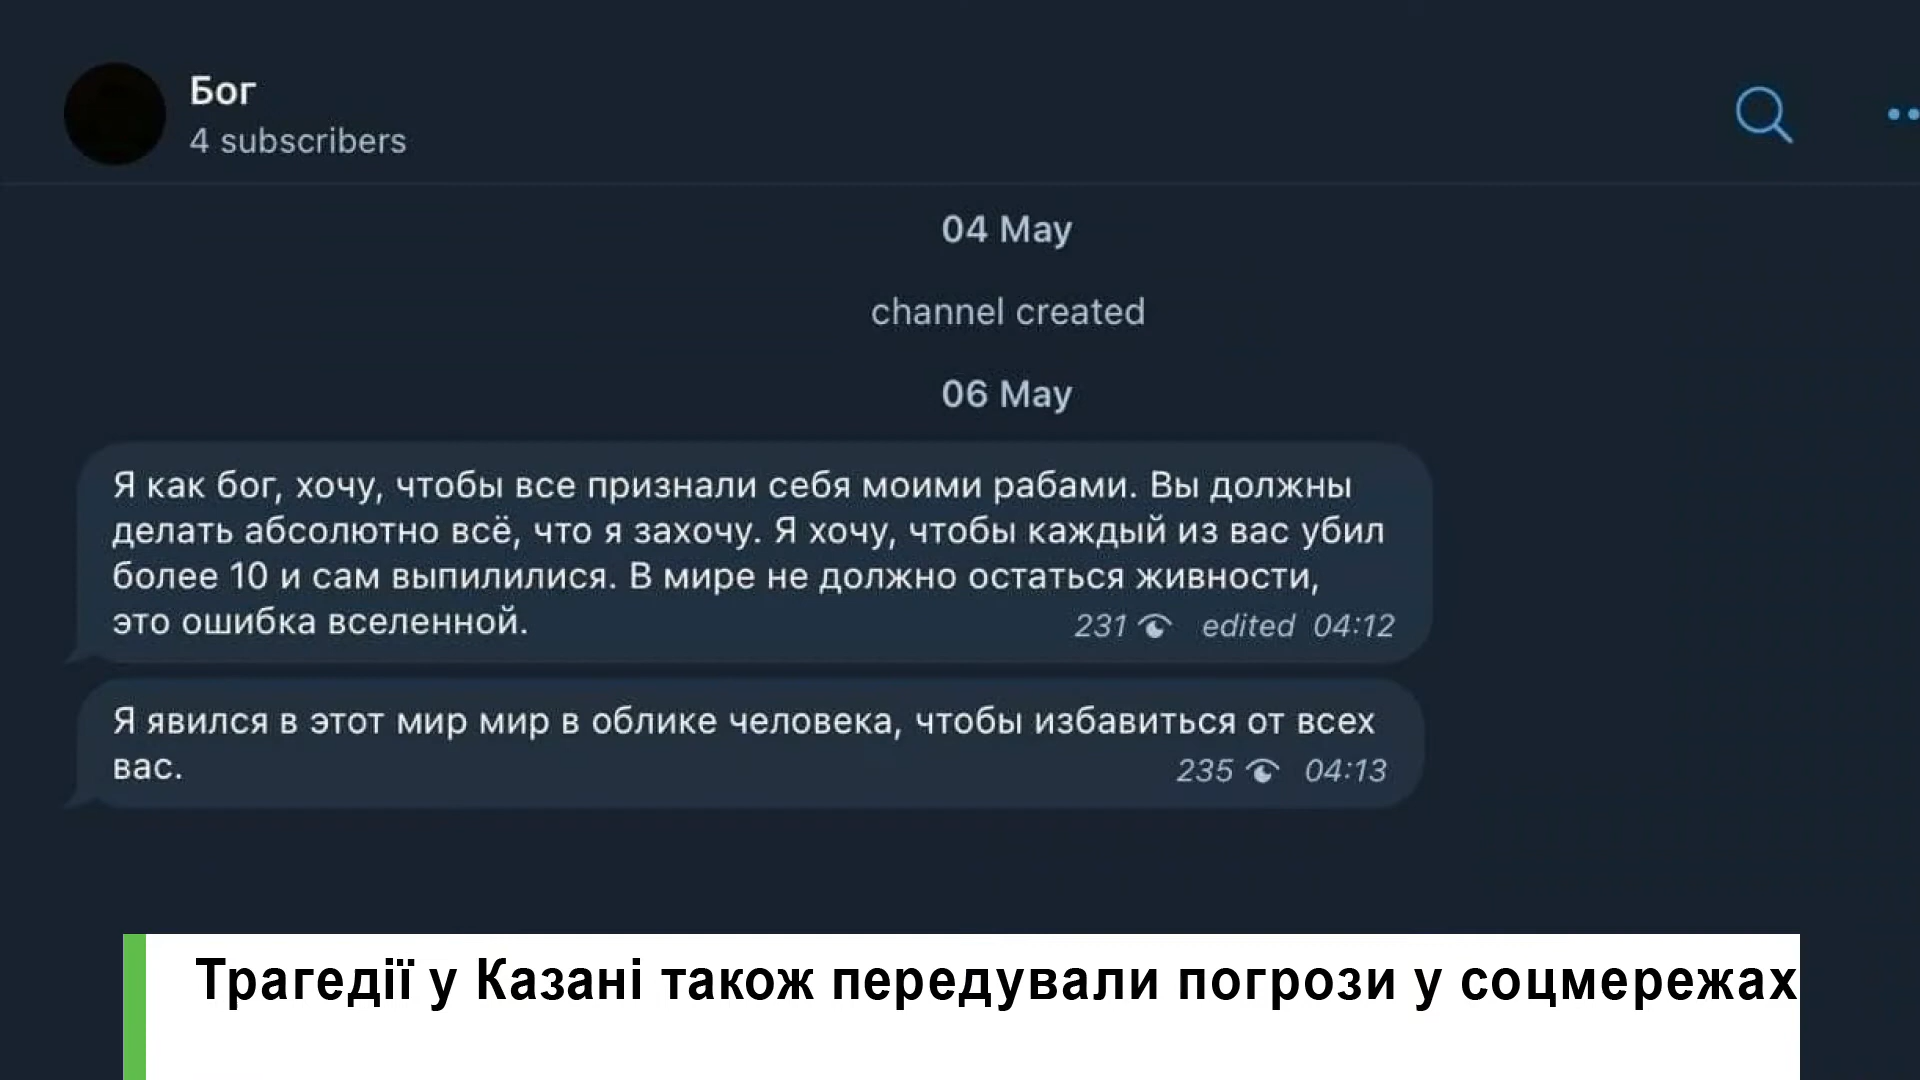 Бог
4 subscribers
04 May
channel created
06 May
Я как бог, хочу, чтобы все признали себя моими рабами. Вы должны
делать абсолютно всё, что я захочу. Я хочу, чтобы каждый из вас убил
более 10 и сам выпилилися. В мире не должно остаться живности,
это ошибка вселенной.
231 edited 04:12
Я явился в этот мир мир в облике человека, чтобы избавиться от всех
вас.
235 04:13
Трагедії у Казані також передували погрози у соцмережах